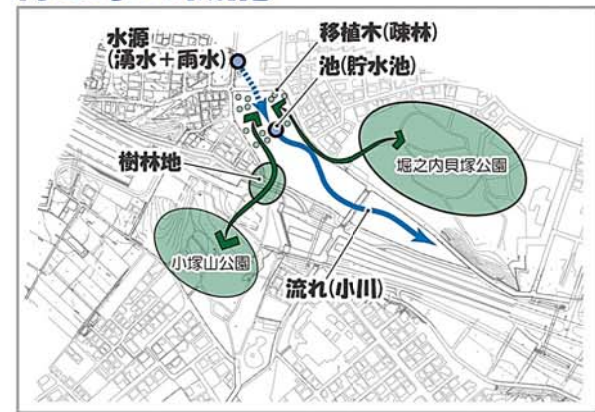 水源
(湧水＋雨水)
移植木(疎林)
池(貯水池)
堀之内貝塚公園
樹林地
小塚山公園
流れ(小川)